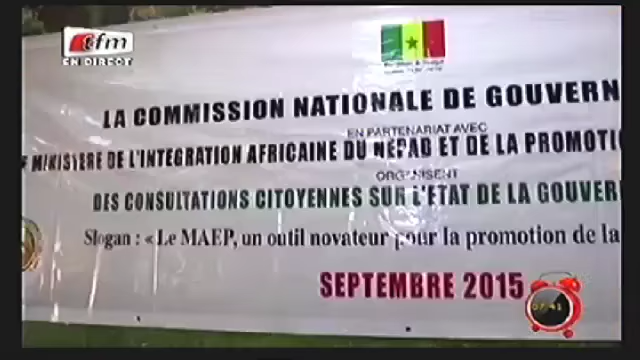 tfm
EN DIRECT
LA COMMISSION NATIONALE DE GOUVERN
EN PARTENARIAT AVEC
MINISTERE DE L'INTEGRATION AFRICAINE DU NEPAD ET DE LA PROMOTI
ORGANISENT
DES CONSULTATIONS CITOYENNES SUR L'ETAT DE LA GOUVER
Slogan : « Le MAEP, un outil novateur pour la promotion de la
SEPTEMBRE 2015
07:41